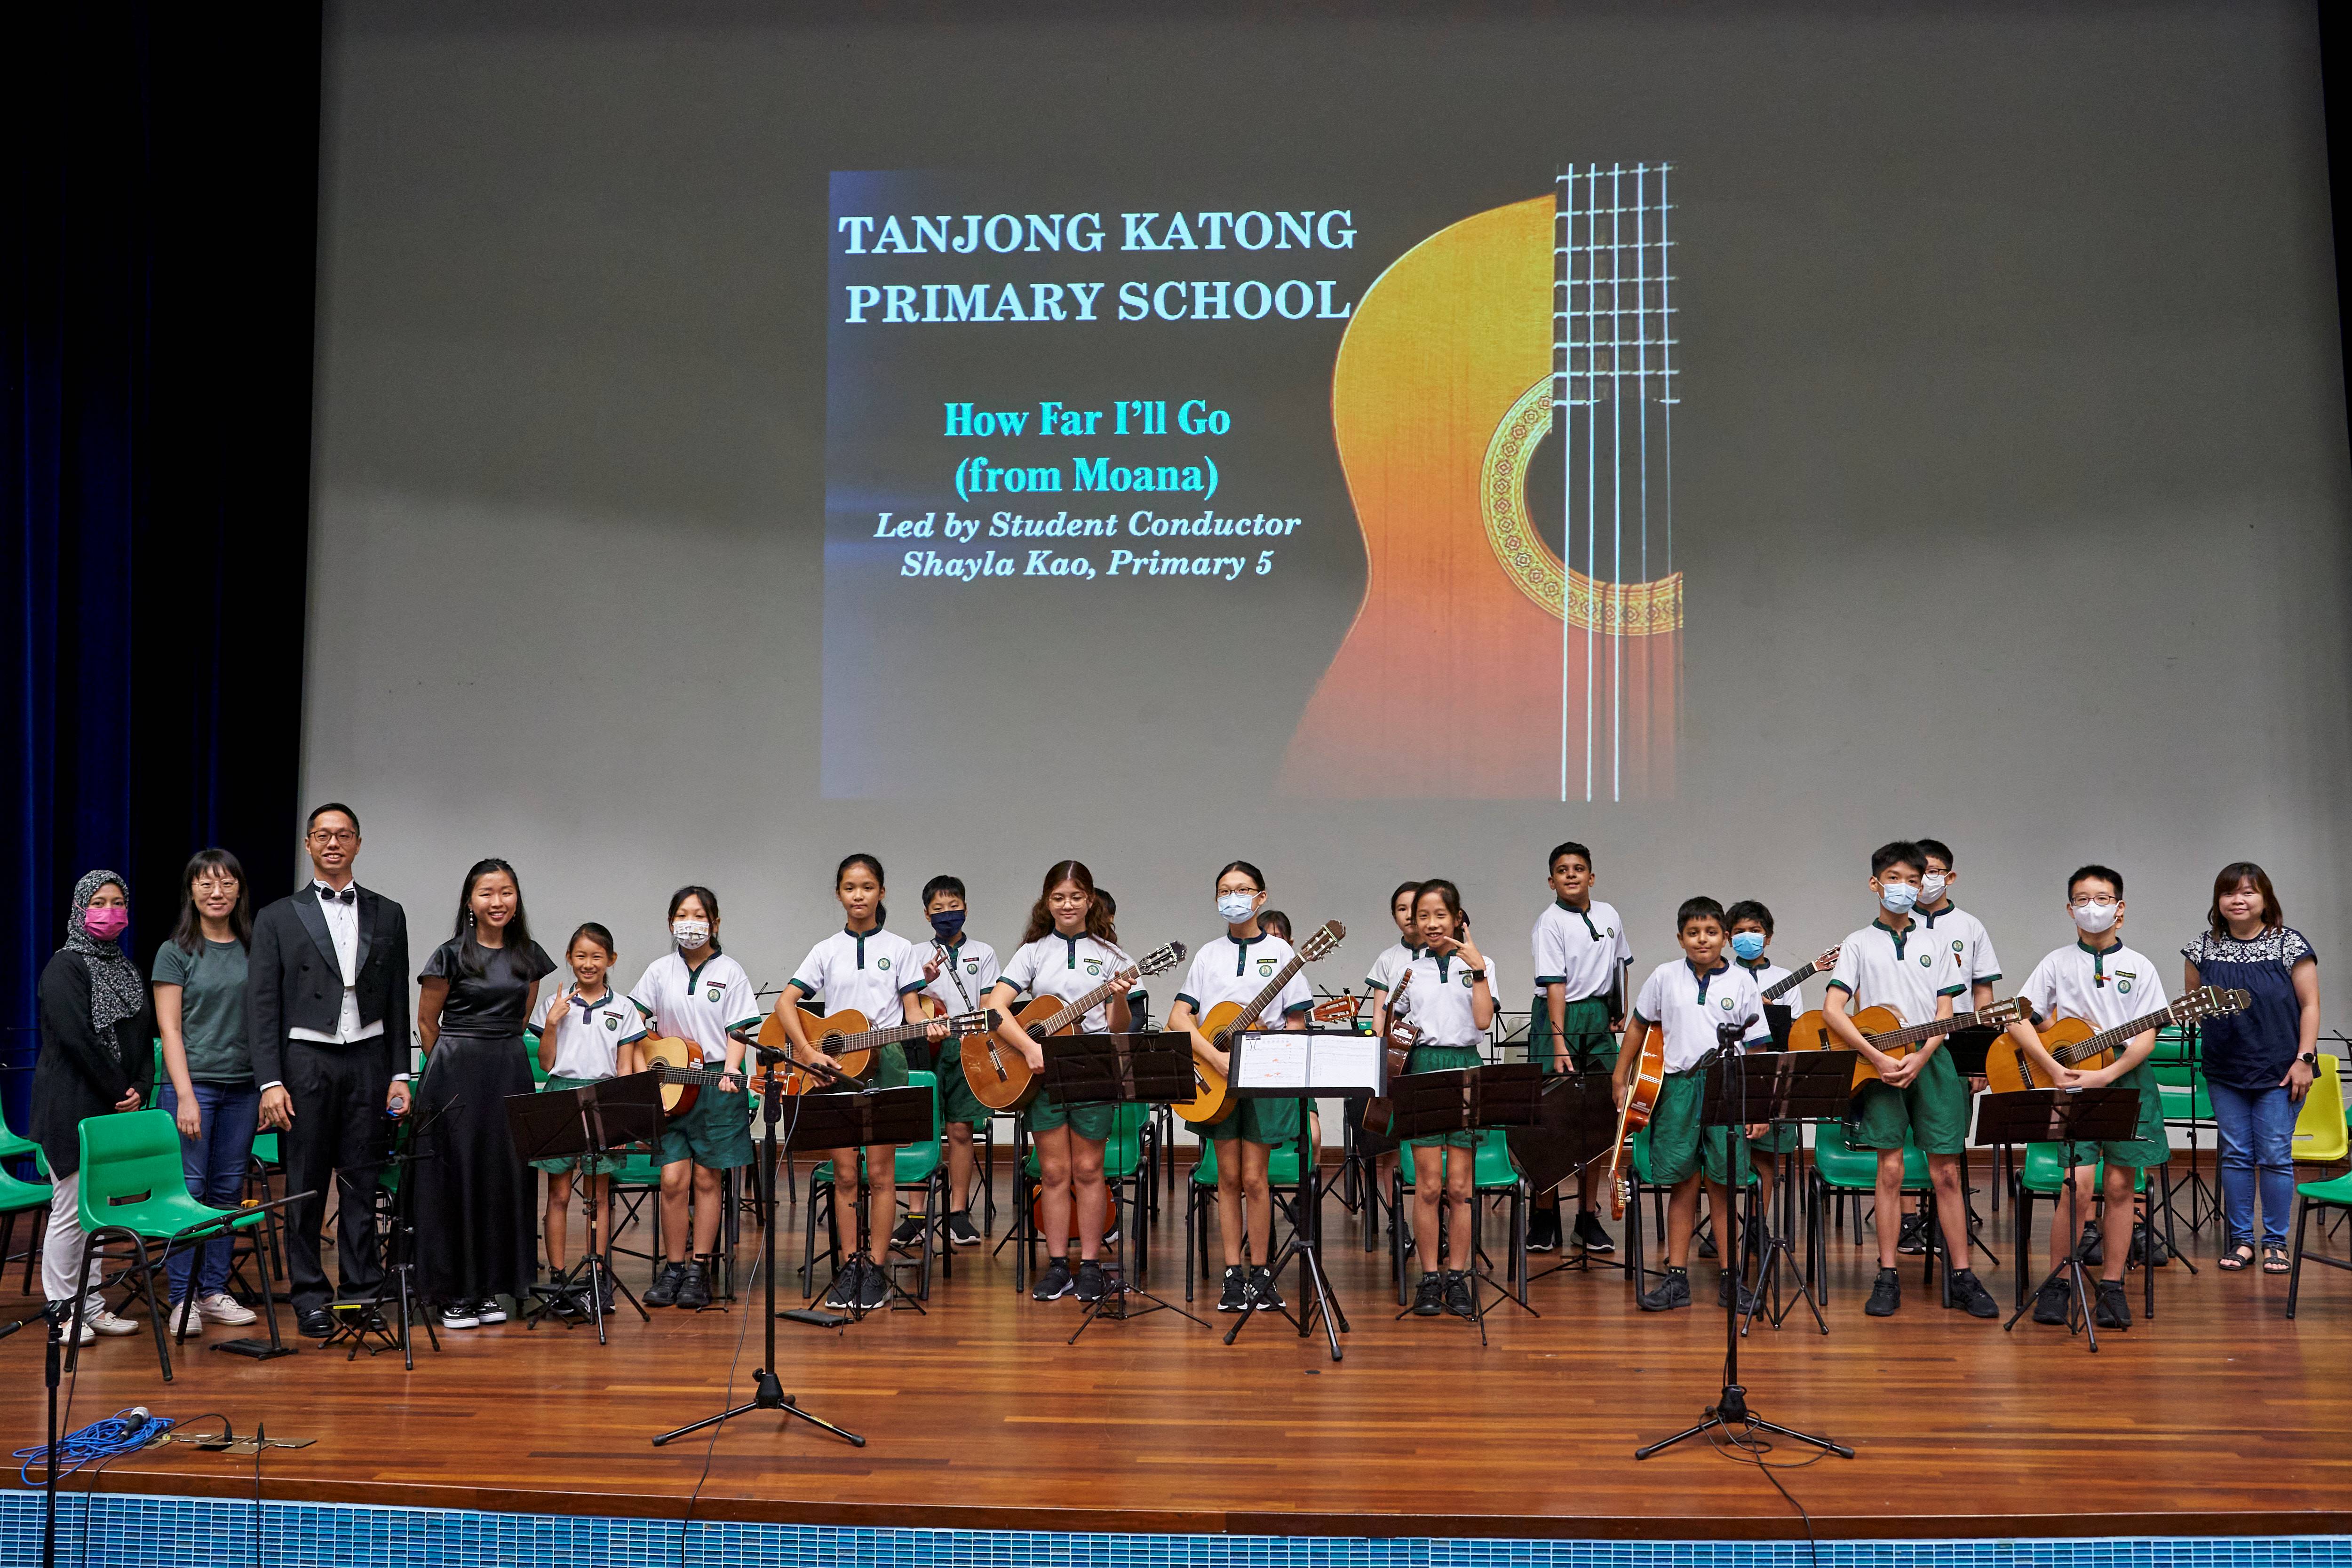 TANJONG KATONG
PRIMARY SCHOOL
How Far I'll Go
(from Moana)
Led by Student Conductor
Shayla Kao, Primary 5